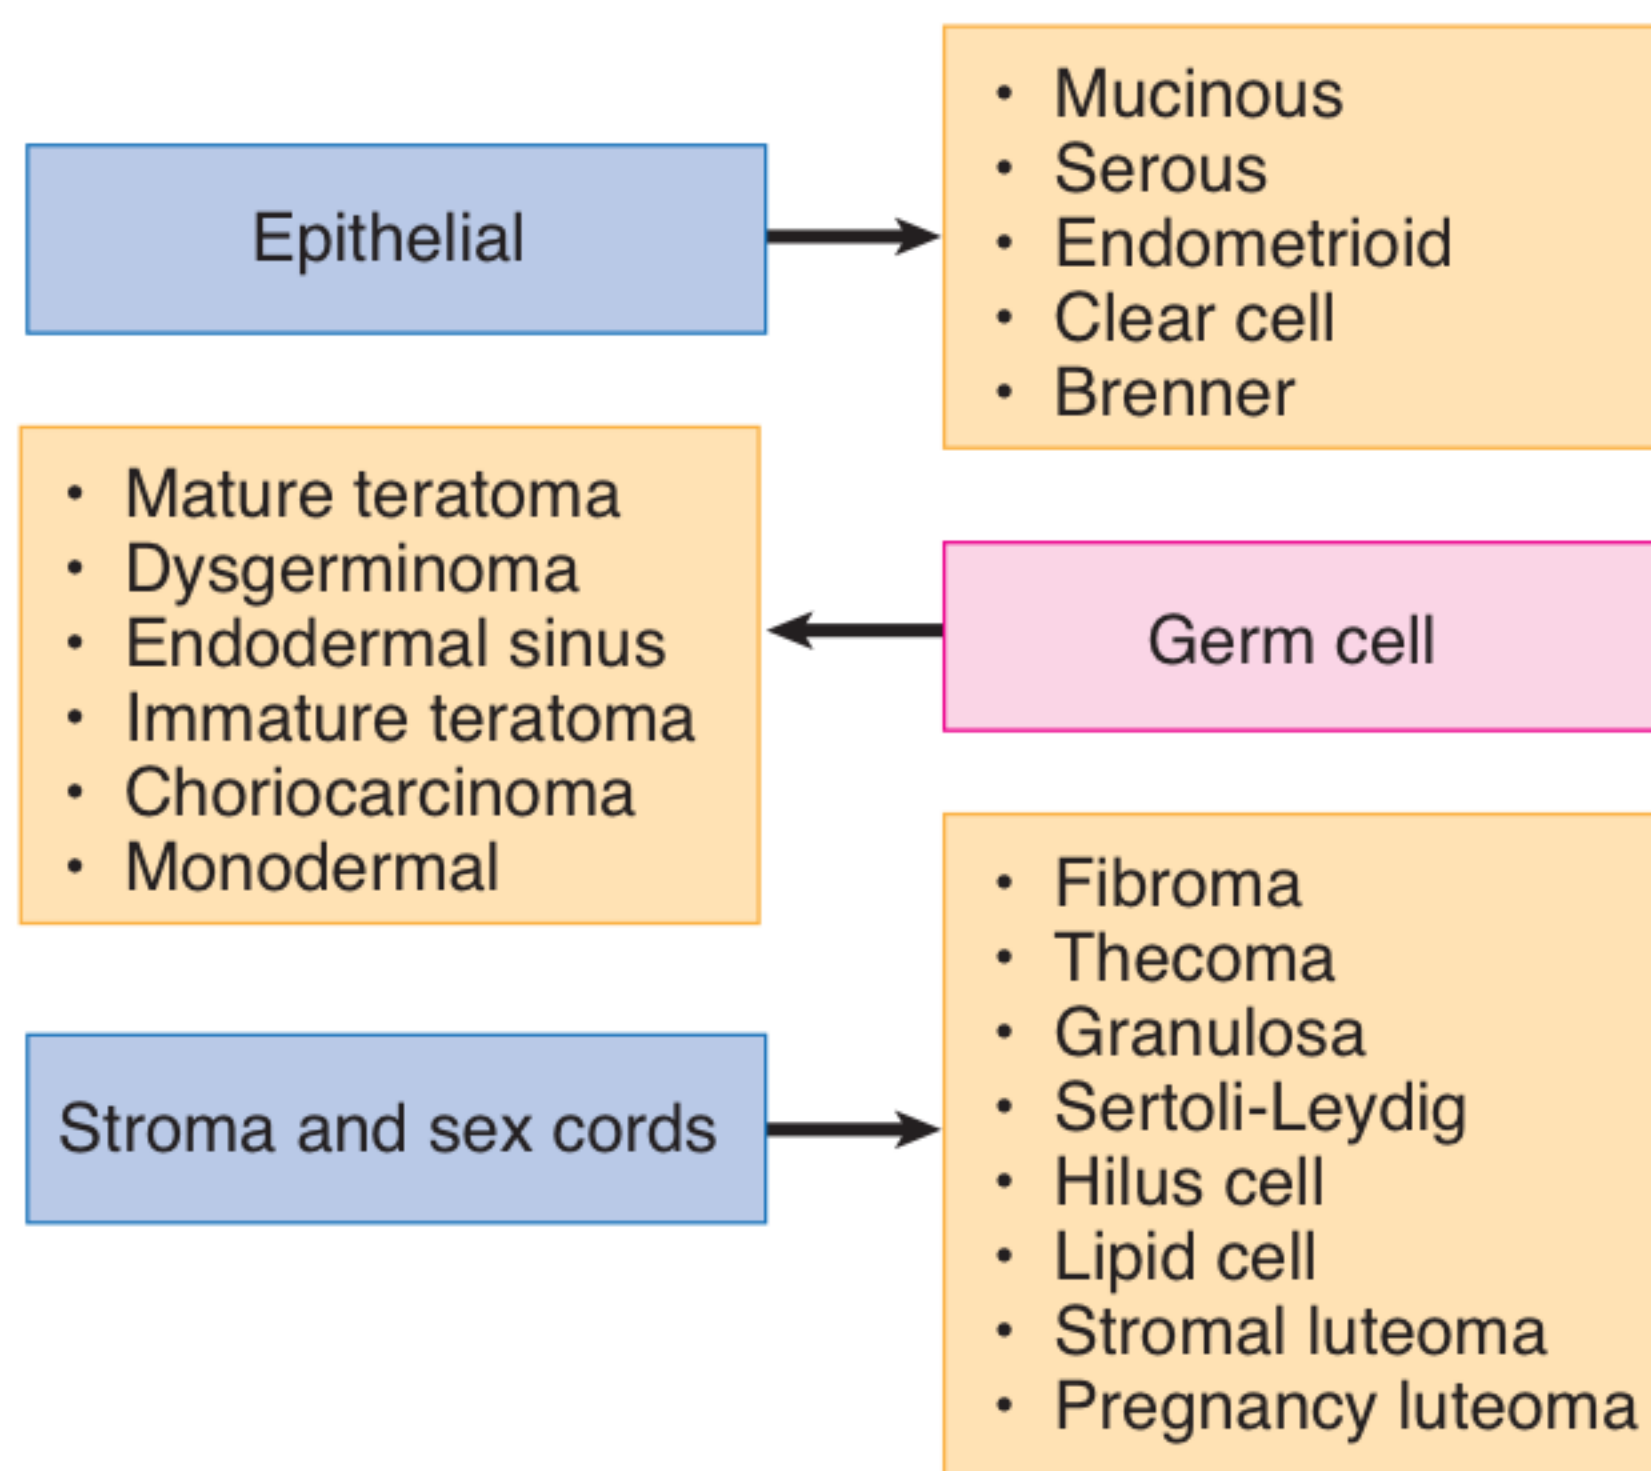 Epithelial
• Mucinous
• Serous
• Endometrioid
• Clear cell
• Brenner
• Mature teratoma
• Dysgerminoma
• Endodermal sinus
• Immature teratoma
• Choriocarcinoma
• Monodermal
Germ cell
Stroma and sex cords
• Fibroma
• Thecoma
• Granulosa
• Sertoli-Leydig
• Hilus cell
• Lipid cell
• Stromal luteoma
• Pregnancy luteoma